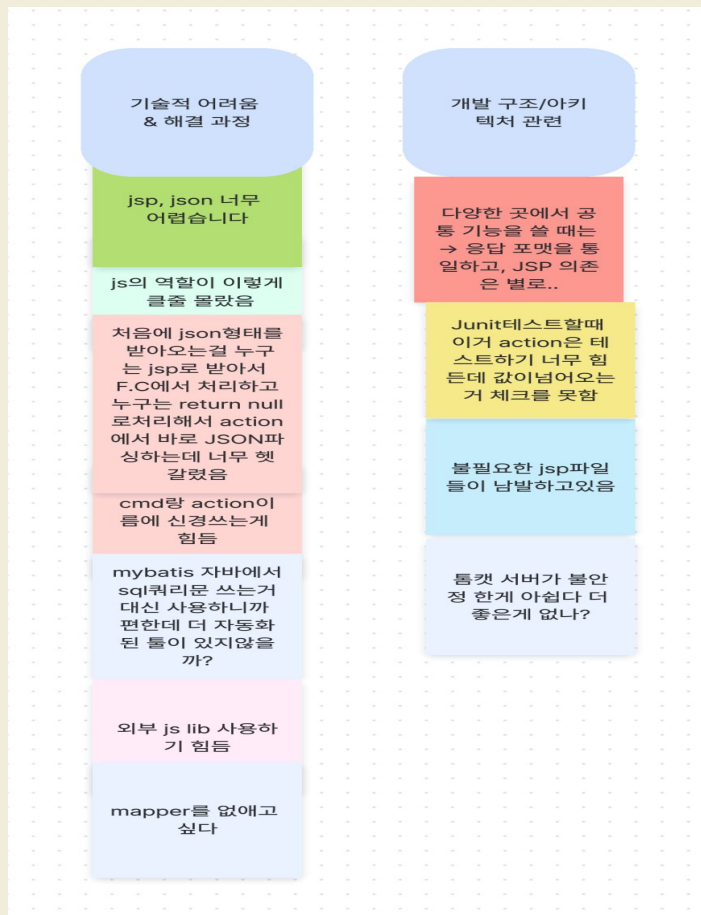 기술적 어려움
& 해결 과정
jsp, json 너무
어렵습니다
js의 역할이 이렇게
클줄 몰랐음
처음에 json형태를
받아오는걸 누구
는 jsp로 받아서
F.C에서 처리하고
누구는 return null
로처리해서 action
에서 바로 JSON파
싱하는데 너무 헷
갈렸음
cmd랑 action이
름에 신경쓰는게
힘듬
mybatis 자바에서
sql쿼리문 쓰는거
대신 사용하니까
편한데 더 자동화
된 툴이 있지않을
까?
외부 js lib 사용하
기 힘듬
mapper를 없애고
싶다
개발 구조/아키
텍처 관련
다양한 곳에서 공
통 기능을 쓸 때는
→ 응답 포맷을 통
일하고, JSP 의존
은 별로..
Junit테스트할때
이거 action은 테
스트하기 너무 힘
든데 값이넘어오는
거 체크를 못함
불필요한 jsp파일
들이 남발하고있음
톰캣 서버가 불안
정 한게 아쉽다 더
좋은게 없나?